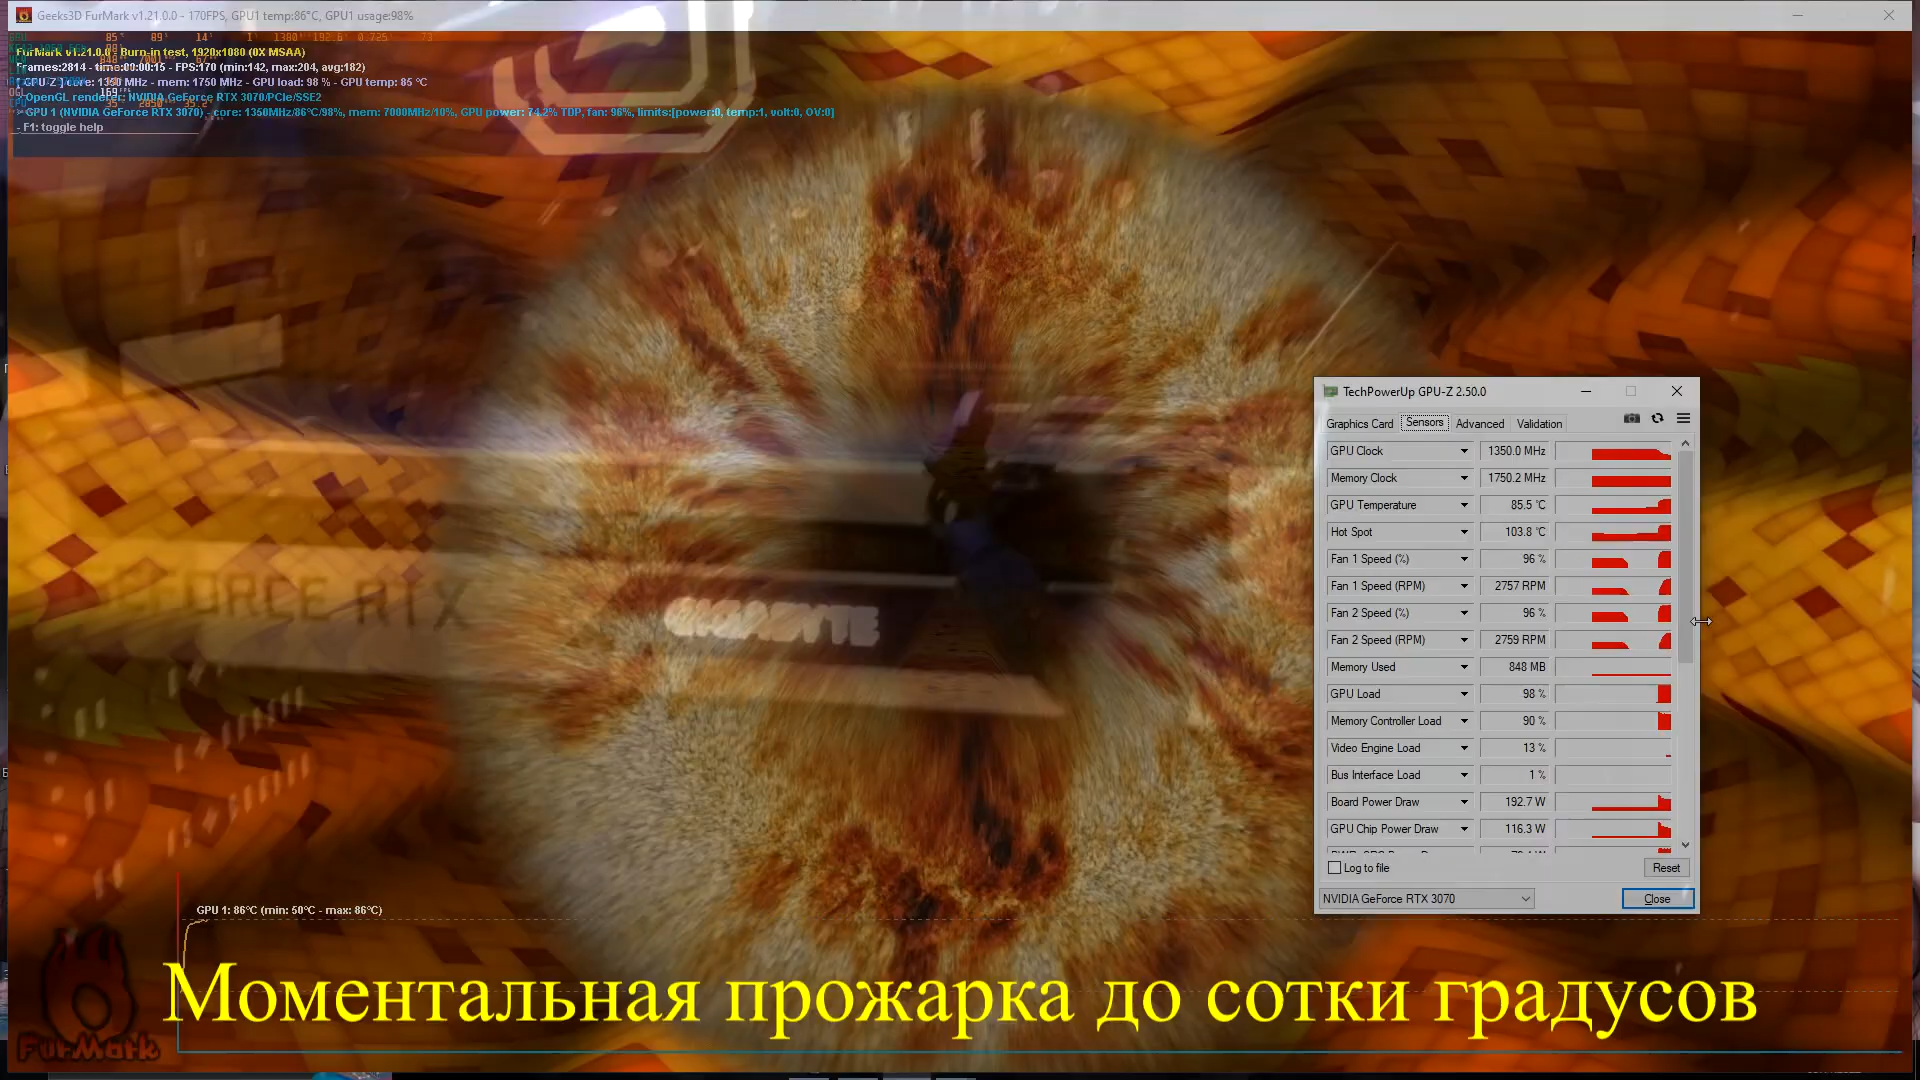 Geeks3D FurMark v1.21.0.0 - 170FPS, GPU1 temp:86°C, GPU1 usage:98%
FurMark v1.21.0.0 - Burn-in test, 1920x1080 (0X MSAA)
Frames:2814 - time:00:00:15 - FPS:170 (min:142, max:204, avg:182)
[ GPU-Z ] core: 1350 MHz - mem: 1750 MHz - GPU load: 98 % - GPU temp: 85 °C
OpenGL renderer: NVIDIA GeForce RTX 3070/PCIe/SSE2
> GPU 1 (NVIDIA GeForce RTX 3070) - core: 1350MHz/86°C/98%, mem: 7000MHz/10%, GPU power: 74.2% TDP, fan: 96%, limits:[power:0, temp:1, volt:0, OV:0]
- F1: toggle help
TechPowerUp GPU-Z 2.50.0
Graphics Card Sensors Advanced Validation
GPU Clock 1350.0 MHz
Memory Clock 1750.2 MHz
GPU Temperature 85.5 °C
Hot Spot 103.8 °C
Fan 1 Speed (%) 96 %
Fan 1 Speed (RPM) 2757 RPM
Fan 2 Speed (%) 96 %
Fan 2 Speed (RPM) 2759 RPM
Memory Used 848 MB
GPU Load 98 %
Memory Controller Load 90 %
Video Engine Load 13 %
Bus Interface Load 1 %
Board Power Draw 192.7 W
GPU Chip Power Draw 116.3 W
Log to file Reset
NVIDIA GeForce RTX 3070 Close
GEFORCE RTX
GIGABYTE
GPU 1: 86°C (min: 50°C - max: 86°C)
FurMark
Моментальная прожарка до сотки градусов